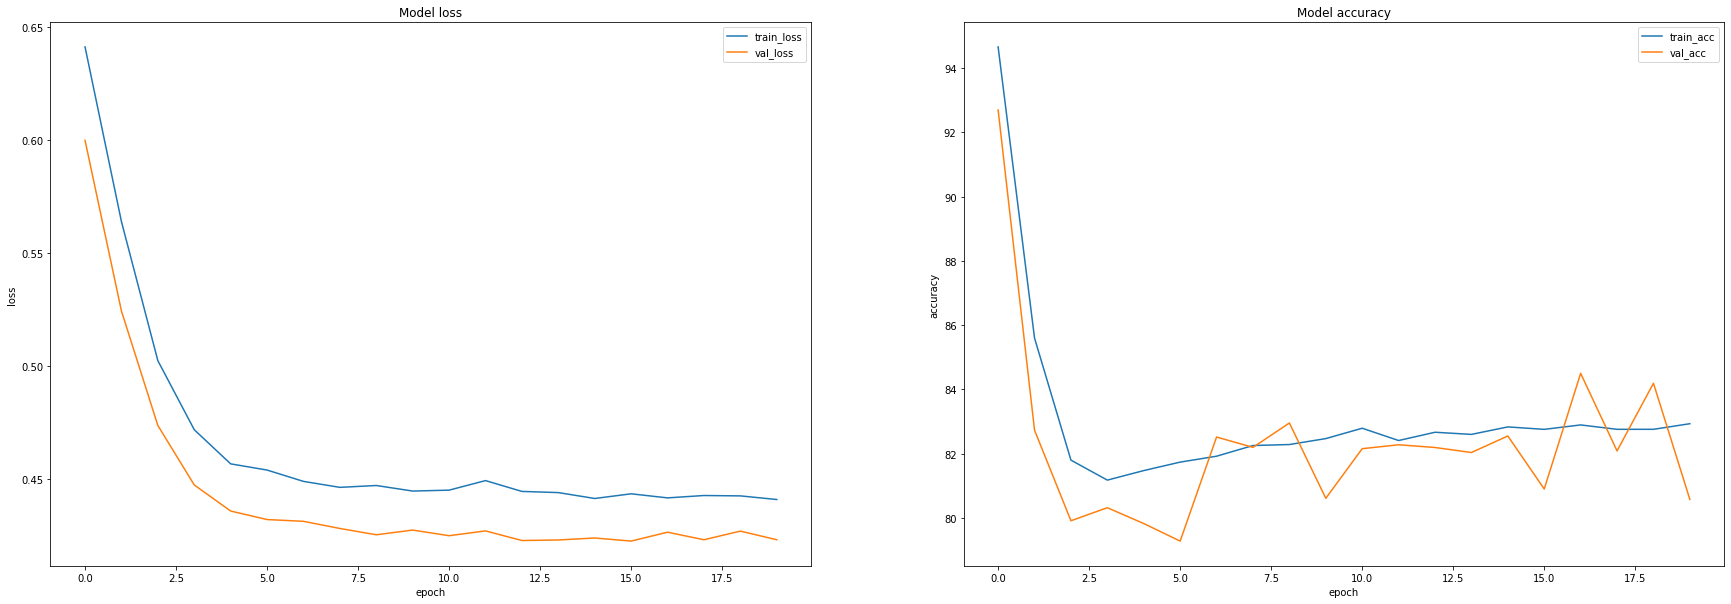 Model loss
train_loss
val_loss
0.65
0.60
0.55
0.50
0.45
loss
0.0 2.5 5.0 7.5 10.0 12.5 15.0 17.5
epoch
Model accuracy
train_acc
val_acc
94
92
90
88
86
84
82
80
accuracy
0.0 2.5 5.0 7.5 10.0 12.5 15.0 17.5
epoch